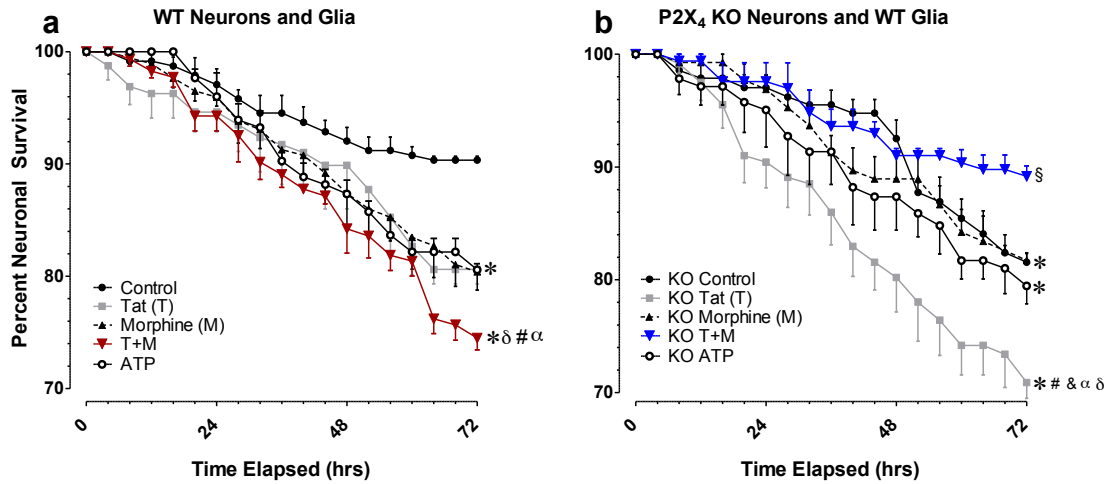 a WT Neurons and Glia
Percent Neuronal Survival
100
90
80
70
Control
Tat (T)
Morphine (M)
T+M
ATP
*
*δ # α
0
24
48
72
Time Elapsed (hrs)
b P2X₄ KO Neurons and WT Glia
100
90
80
70
KO Control
KO Tat (T)
KO Morphine (M)
KO T+M
KO ATP
§
*
*
* # & α δ
0
24
48
72
Time Elapsed (hrs)